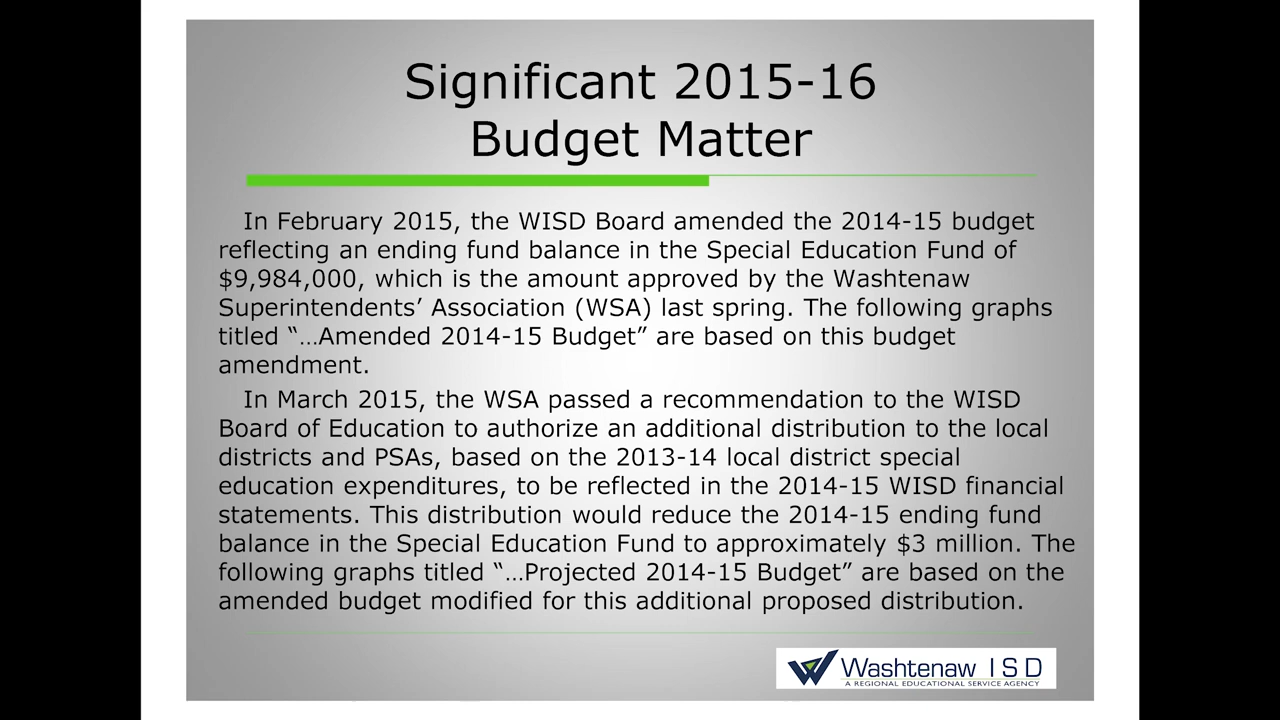 Significant 2015-16
Budget Matter
In February 2015, the WISD Board amended the 2014-15 budget
reflecting an ending fund balance in the Special Education Fund of
$9,984,000, which is the amount approved by the Washtenaw
Superintendents’ Association (WSA) last spring. The following graphs
titled “…Amended 2014-15 Budget” are based on this budget
amendment.
In March 2015, the WSA passed a recommendation to the WISD
Board of Education to authorize an additional distribution to the local
districts and PSAs, based on the 2013-14 local district special
education expenditures, to be reflected in the 2014-15 WISD financial
statements. This distribution would reduce the 2014-15 ending fund
balance in the Special Education Fund to approximately $3 million. The
following graphs titled “…Projected 2014-15 Budget” are based on the
amended budget modified for this additional proposed distribution.
Washtenaw ISD
A REGIONAL EDUCATIONAL SERVICE AGENCY